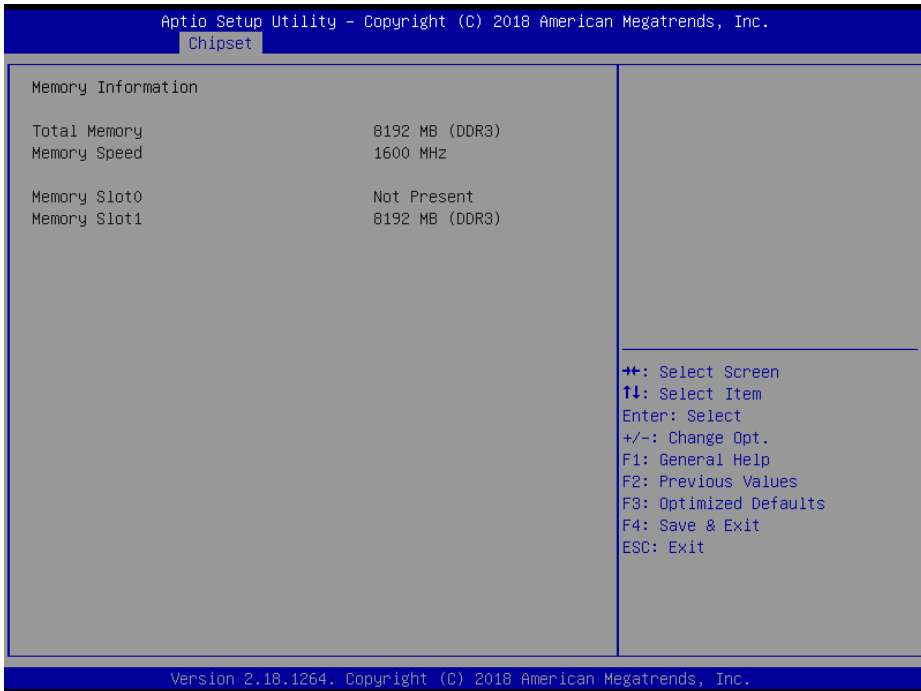 Aptio Setup Utility – Copyright (C) 2018 American Megatrends, Inc.
Chipset
Memory Information
Total Memory 8192 MB (DDR3)
Memory Speed 1600 MHz
Memory Slot0 Not Present
Memory Slot1 8192 MB (DDR3)
→←: Select Screen
↑↓: Select Item
Enter: Select
+/-: Change Opt.
F1: General Help
F2: Previous Values
F3: Optimized Defaults
F4: Save & Exit
ESC: Exit
Version 2.18.1264. Copyright (C) 2018 American Megatrends, Inc.